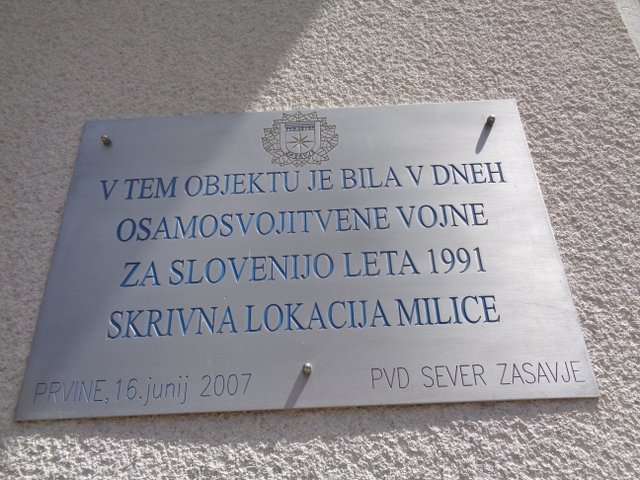 V TEM OBJEKTU JE BILA V DNEH
OSAMOSVOJITVENE VOJNE
ZA SLOVENIJO LETA 1991
SKRIVNA LOKACIJA MILICE
PRVINE, 16. junij 2007
PVD SEVER ZASAVJE